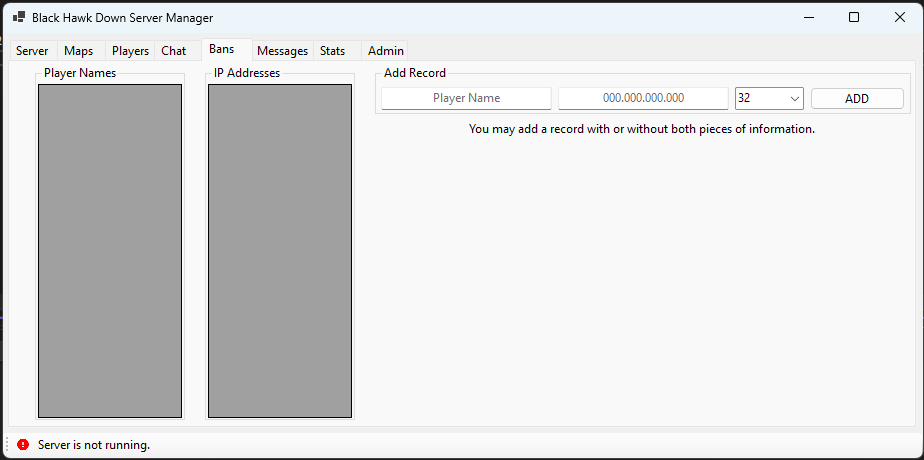 Black Hawk Down Server Manager
Server Maps Players Chat Bans Messages Stats Admin
Player Names IP Addresses Add Record
Player Name 000.000.000.000 32 ADD
You may add a record with or without both pieces of information.
Server is not running.